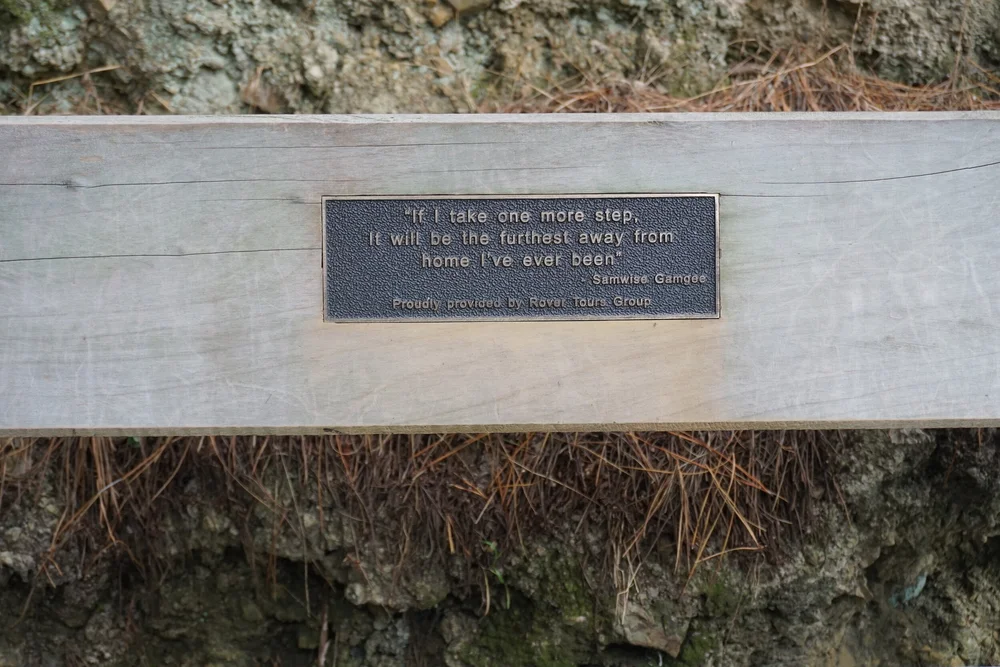 "If I take one more step,
It will be the furthest away from
home I've ever been"
- Samwise Gamgee
Proudly provided by Rover Tours Group